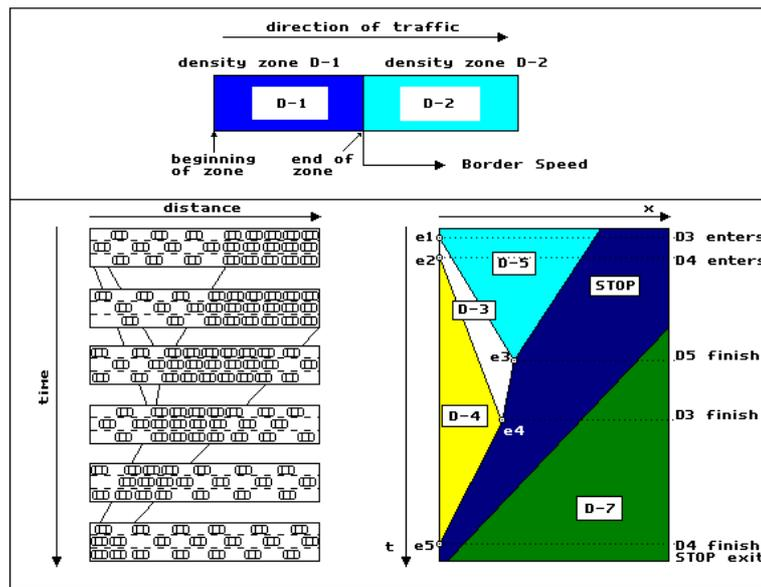 direction of traffic
density zone D-1
density zone D-2
D-1
D-2
beginning
of zone
end of
zone
Border Speed
distance
x
e1
D3 enters
e2
D4 enters
D-5
STOP
D-3
e3
D5 finish
time
D-4
D3 finish
e4
D-7
t
e5
D4 finish
STOP exit